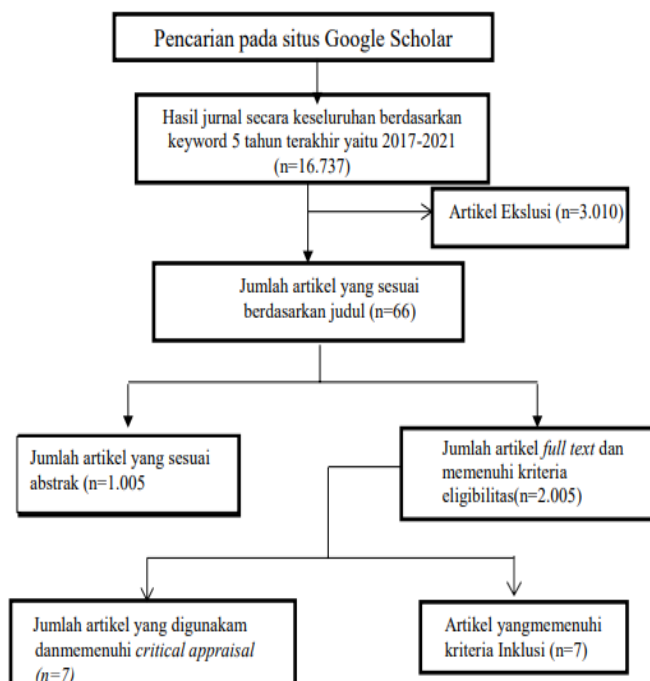 Pencarian pada situs Google Scholar
Hasil jurnal secara keseluruhan berdasarkan
keyword 5 tahun terakhir yaitu 2017-2021
(n=16.737)
Artikel Ekslusi (n=3.010)
Jumlah artikel yang sesuai
berdasarkan judul (n=66)
Jumlah artikel yang sesuai
abstrak (n=1.005
Jumlah artikel full text dan
memenuhi kriteria
eligibilitas(n=2.005)
Jumlah artikel yang digunakam
danmemenuhi critical appraisal
(n=7)
Artikel yangmemenuhi
kriteria Inklusi (n=7)